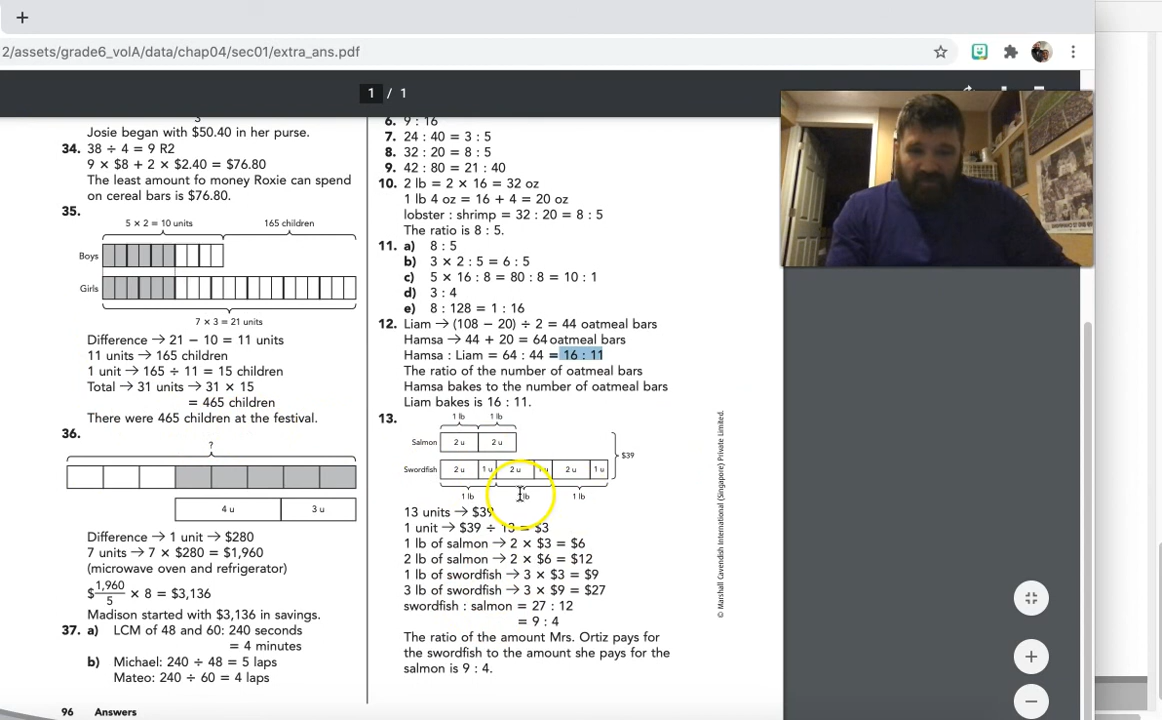 2/assets/grade6_volA/data/chap04/sec01/extra_ans.pdf
1 / 1
3
Josie began with $50.40 in her purse.
34. 38 ÷ 4 = 9 R2
9 × $8 + 2 × $2.40 = $76.80
The least amount fo money Roxie can spend
on cereal bars is $76.80.
35.
5 × 2 = 10 units 165 children
Boys
Girls
7 × 3 = 21 units
Difference → 21 − 10 = 11 units
11 units → 165 children
1 unit → 165 ÷ 11 = 15 children
Total → 31 units → 31 × 15
= 465 children
There were 465 children at the festival.
36.
?
4 u 3 u
Difference → 1 unit → $280
7 units → 7 × $280 = $1,960
(microwave oven and refrigerator)
$1,960/5 × 8 = $3,136
Madison started with $3,136 in savings.
37. a) LCM of 48 and 60: 240 seconds
= 4 minutes
b) Michael: 240 ÷ 48 = 5 laps
Mateo: 240 ÷ 60 = 4 laps
96 Answers
6. 9 : 16
7. 24 : 40 = 3 : 5
8. 32 : 20 = 8 : 5
9. 42 : 80 = 21 : 40
10. 2 lb = 2 × 16 = 32 oz
1 lb 4 oz = 16 + 4 = 20 oz
lobster : shrimp = 32 : 20 = 8 : 5
The ratio is 8 : 5.
11. a) 8 : 5
b) 3 × 2 : 5 = 6 : 5
c) 5 × 16 : 8 = 80 : 8 = 10 : 1
d) 3 : 4
e) 8 : 128 = 1 : 16
12. Liam → (108 − 20) ÷ 2 = 44 oatmeal bars
Hamsa → 44 + 20 = 64 oatmeal bars
Hamsa : Liam = 64 : 44 = 16 : 11
The ratio of the number of oatmeal bars
Hamsa bakes to the number of oatmeal bars
Liam bakes is 16 : 11.
13.
1 lb 1 lb
Salmon 2 u 2 u
$39
Swordfish 2 u 1 u 2 u 1 u 2 u 1 u
1 lb 1 lb 1 lb
13 units → $39
1 unit → $39 ÷ 13 = $3
1 lb of salmon → 2 × $3 = $6
2 lb of salmon → 2 × $6 = $12
1 lb of swordfish → 3 × $3 = $9
3 lb of swordfish → 3 × $9 = $27
swordfish : salmon = 27 : 12
= 9 : 4
The ratio of the amount Mrs. Ortiz pays for
the swordfish to the amount she pays for the
salmon is 9 : 4.
© Marshall Cavendish International (Singapore) Private Limited.